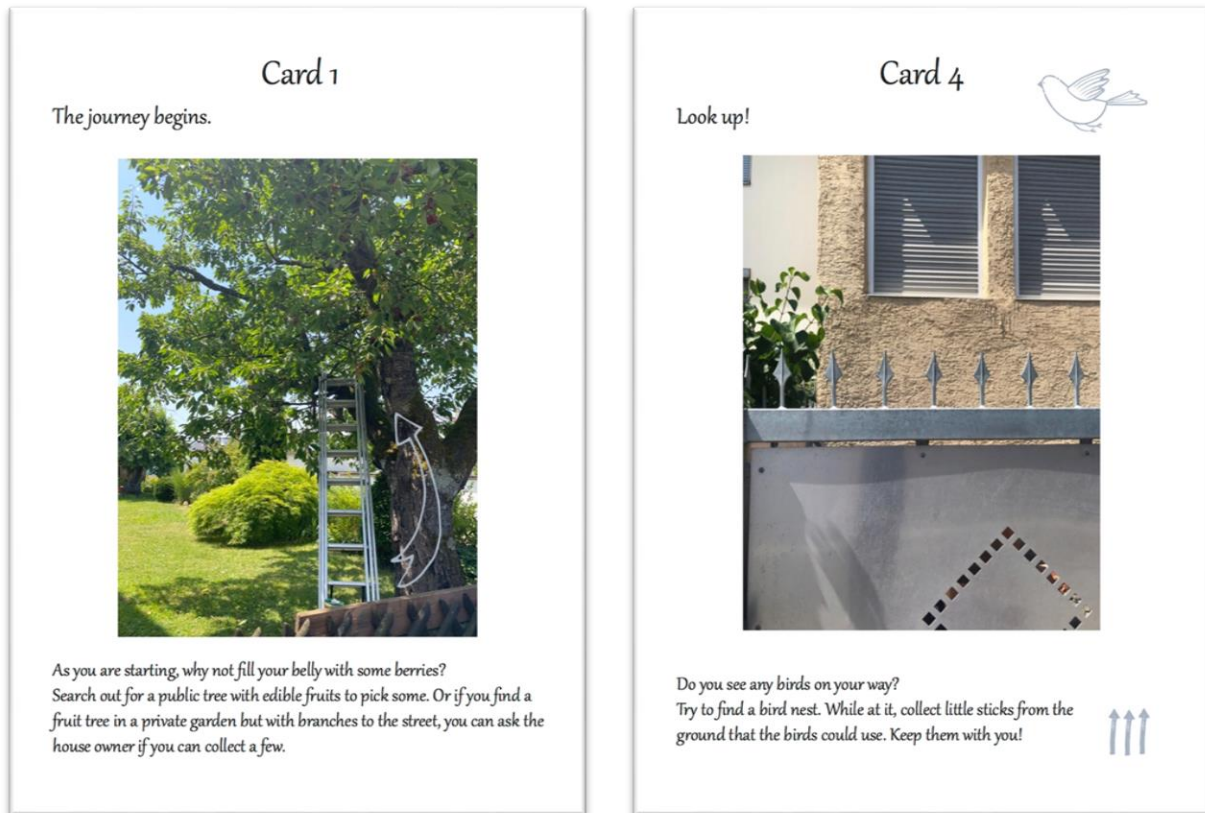 Card 1
The journey begins.
As you are starting, why not fill your belly with some berries?
Search out for a public tree with edible fruits to pick some. Or if you find a
fruit tree in a private garden but with branches to the street, you can ask the
house owner if you can collect a few.
Card 4
Look up!
Do you see any birds on your way?
Try to find a bird nest. While at it, collect little sticks from the
ground that the birds could use. Keep them with you!